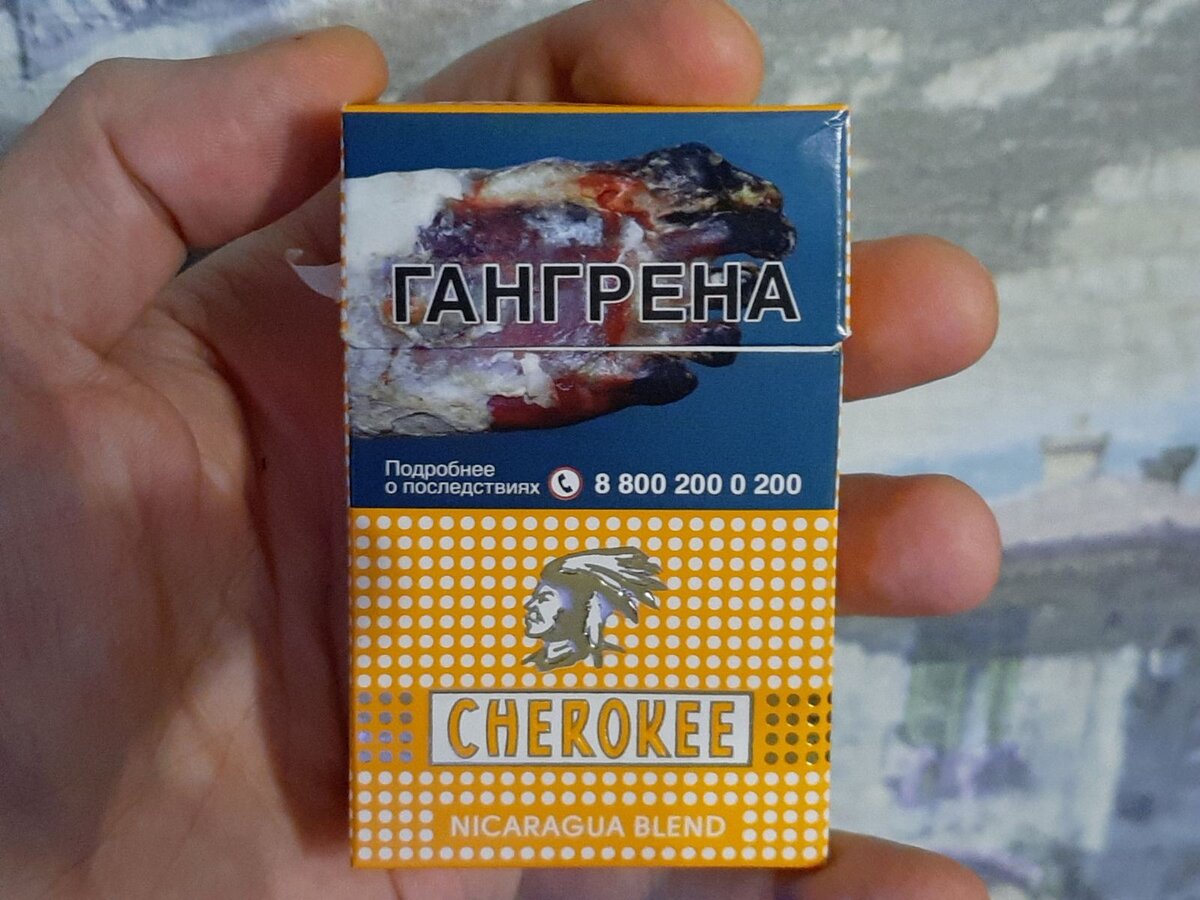 ГАНГРЕНА
Подробнее
о последствиях 8 800 200 0 200
CHEROKEE
NICARAGUA BLEND